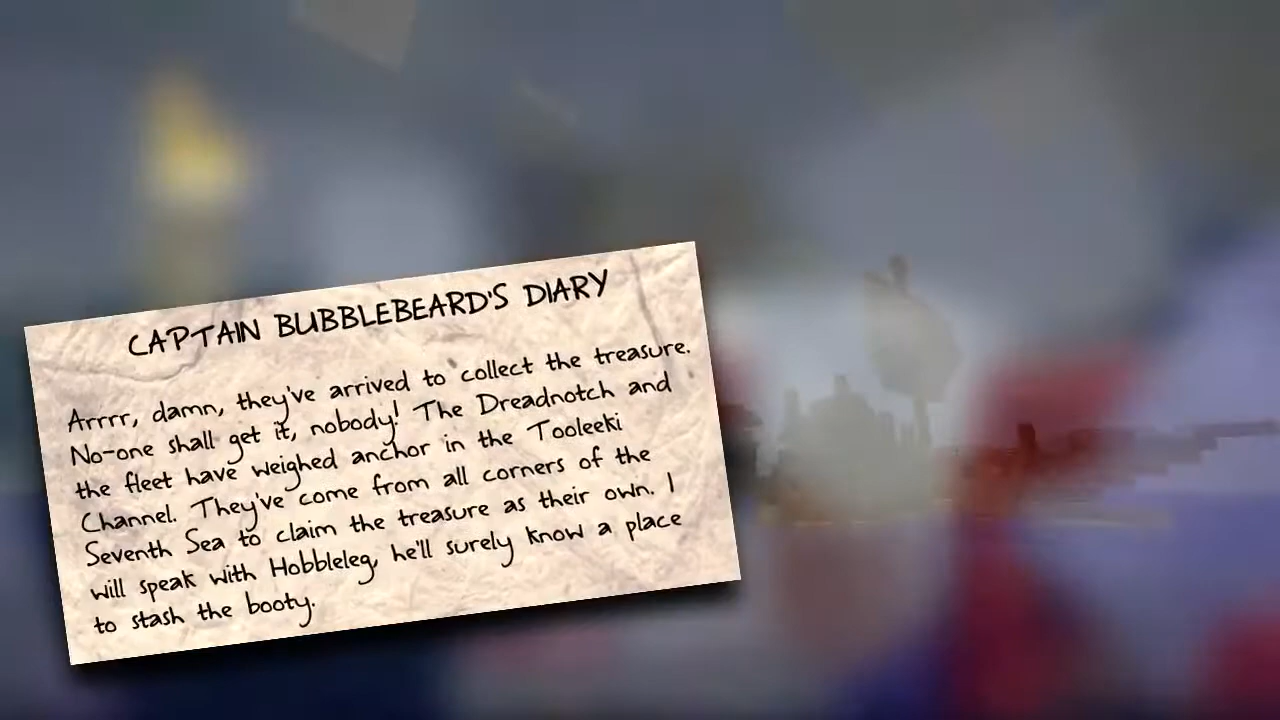 CAPTAIN BUBBLEBEARD'S DIARY
Arrrr, damn, they've arrived to collect the treasure.
No-one shall get it, nobody! The Dreadnotch and
the fleet have weighed anchor in the Tooleeki
Channel. They've come from all corners of the
Seventh Sea to claim the treasure as their own. I
will speak with Hobbleleg, he'll surely know a place
to stash the booty.